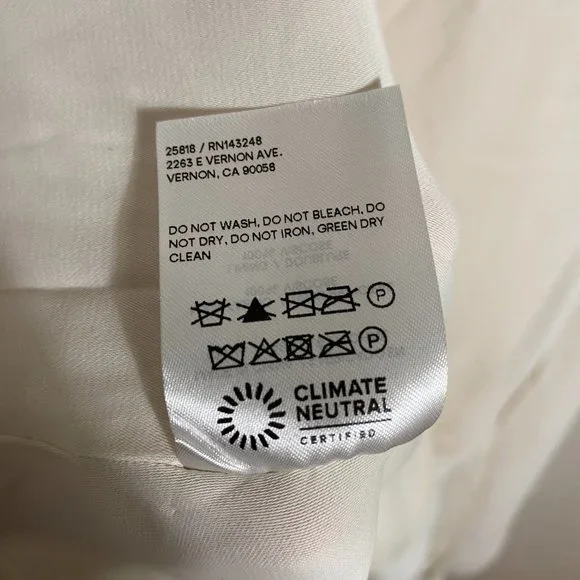 25818 / RN143248
2263 E VERNON AVE.
VERNON, CA 90058
DO NOT WASH, DO NOT BLEACH, DO
NOT DRY, DO NOT IRON, GREEN DRY
CLEAN
P
P
CLIMATE
NEUTRAL
CERTIFIED